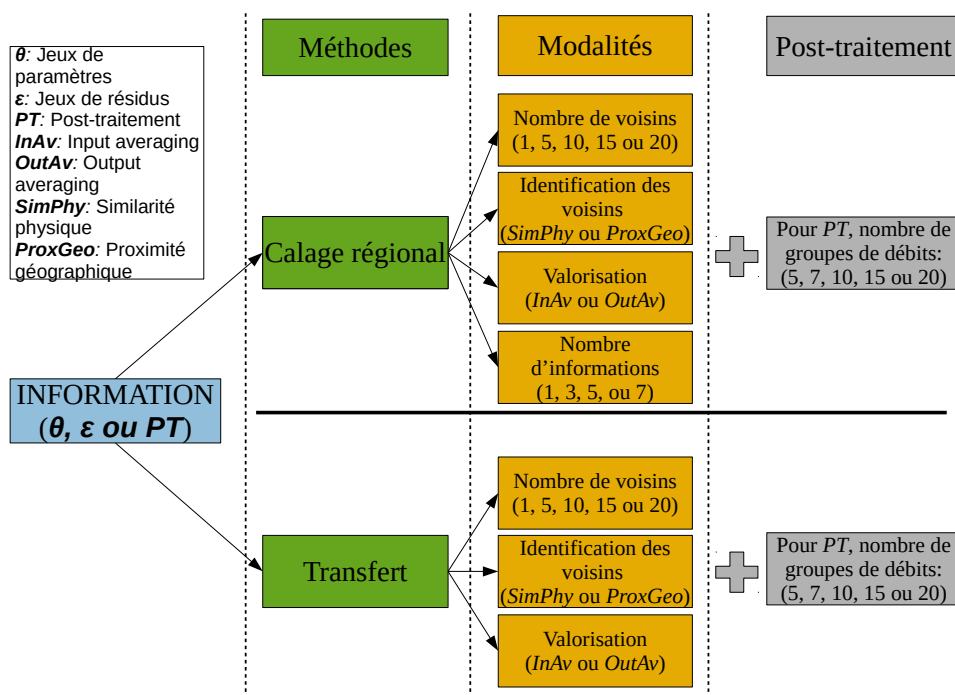 Méthodes
Modalités
Post-traitement
θ: Jeux de
paramètres
ε: Jeux de résidus
PT: Post-traitement
InAv: Input averaging
OutAv: Output
averaging
SimPhy: Similarité
physique
ProxGeo: Proximité
géographique
INFORMATION
(θ, ε ou PT)
Calage régional
Nombre de voisins
(1, 5, 10, 15 ou 20)
Identification des
voisins
(SimPhy ou ProxGeo)
Valorisation
(InAv ou OutAv)
Nombre
d’informations
(1, 3, 5, ou 7)
Pour PT, nombre de
groupes de débits:
(5, 7, 10, 15 ou 20)
Transfert
Nombre de voisins
(1, 5, 10, 15 ou 20)
Identification des
voisins
(SimPhy ou ProxGeo)
Valorisation
(InAv ou OutAv)
Pour PT, nombre de
groupes de débits:
(5, 7, 10, 15 ou 20)